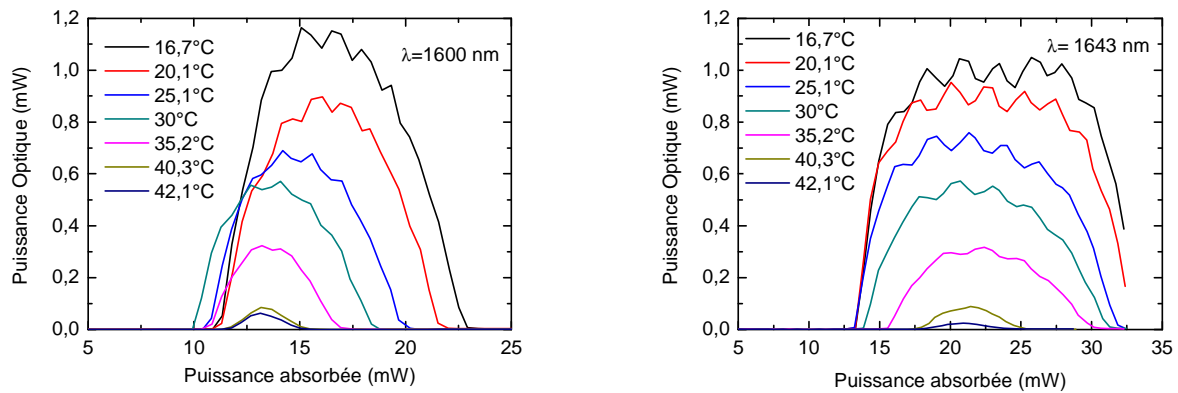 1,2
1,0
0,8
0,6
0,4
0,2
0,0
Puissance Optique (mW)
16,7°C
20,1°C
25,1°C
30°C
35,2°C
40,3°C
42,1°C
λ=1600 nm
5 10 15 20 25
Puissance absorbée (mW)
1,2
1,0
0,8
0,6
0,4
0,2
0,0
Puissance Optique (mW)
16,7°C
20,1°C
25,1°C
30°C
35,2°C
40,3°C
42,1°C
λ= 1643 nm
5 10 15 20 25 30 35
Puissance absorbée (mW)